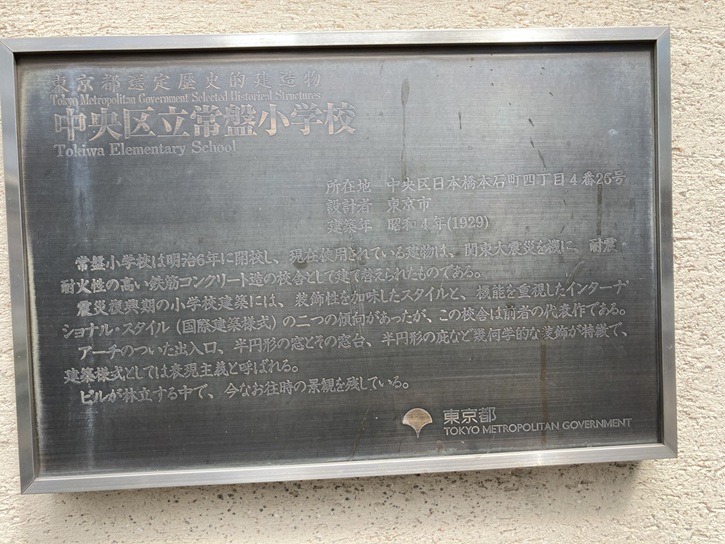 東京都選定歴史的建造物
Tokyo Metropolitan Government Selected Historical Structures
中央区立常盤小学校
Tokiwa Elementary School
所在地　中央区日本橋本石町四丁目4番26号
設計者　東京市
建築年　昭和4年(1929)
常盤小学校は明治6年に開校し、現在使用されている建物は、関東大震災を機に、耐震・
耐火性の高い鉄筋コンクリート造の校舎として建て替えられたものである。
震災復興期の小学校建築には、装飾性を加味したスタイルと、機能を重視したインターナ
ショナル・スタイル(国際建築様式)の二つの傾向があったが、この校舎は前者の代表作である。
アーチのついた出入口、半円形の窓とその窓台、半円形の庇など幾何学的な装飾が特徴で、
建築様式としては表現主義と呼ばれる。
ビルが林立する中で、今なお往時の景観を残している。
東京都
TOKYO METROPOLITAN GOVERNMENT